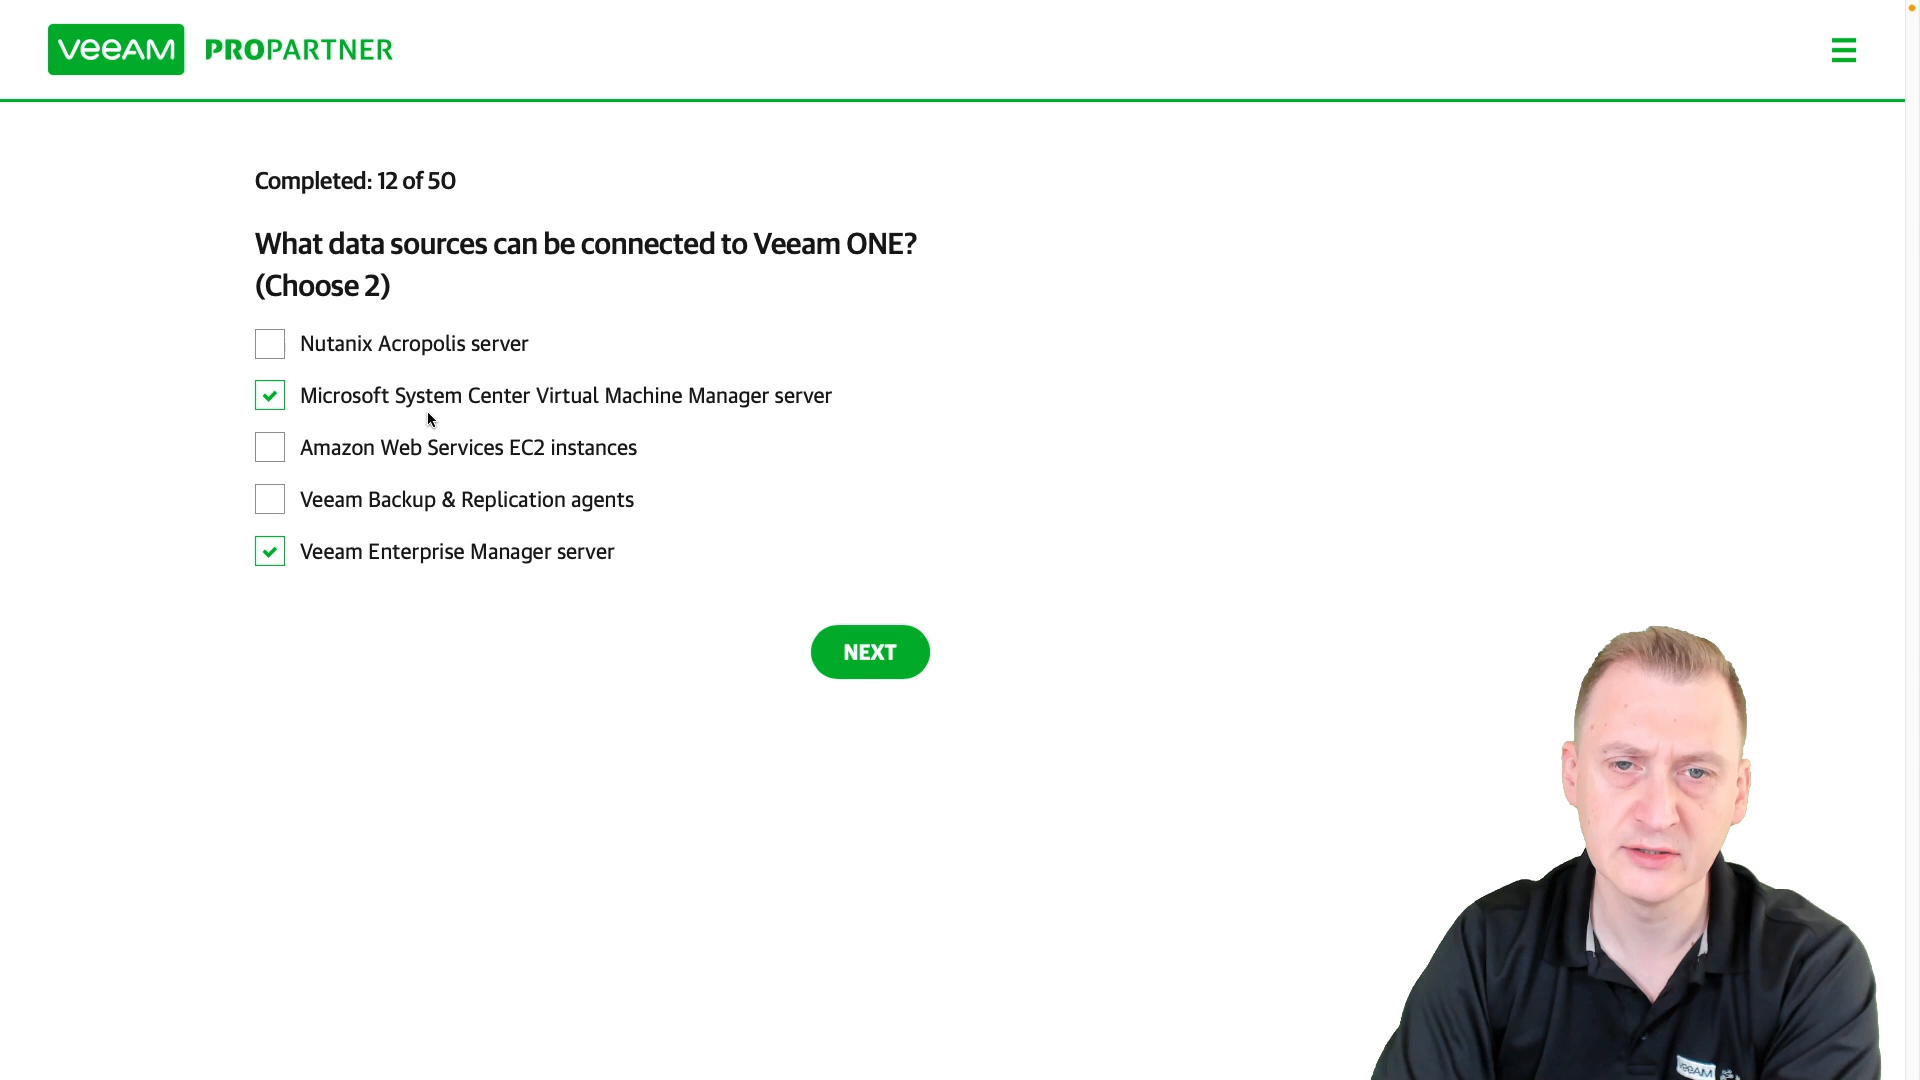 veeAM PROPARTNER
Completed: 12 of 50
What data sources can be connected to Veeam ONE?
(Choose 2)
Nutanix Acropolis server
Microsoft System Center Virtual Machine Manager server
Amazon Web Services EC2 instances
Veeam Backup & Replication agents
Veeam Enterprise Manager server
NEXT
veeAM